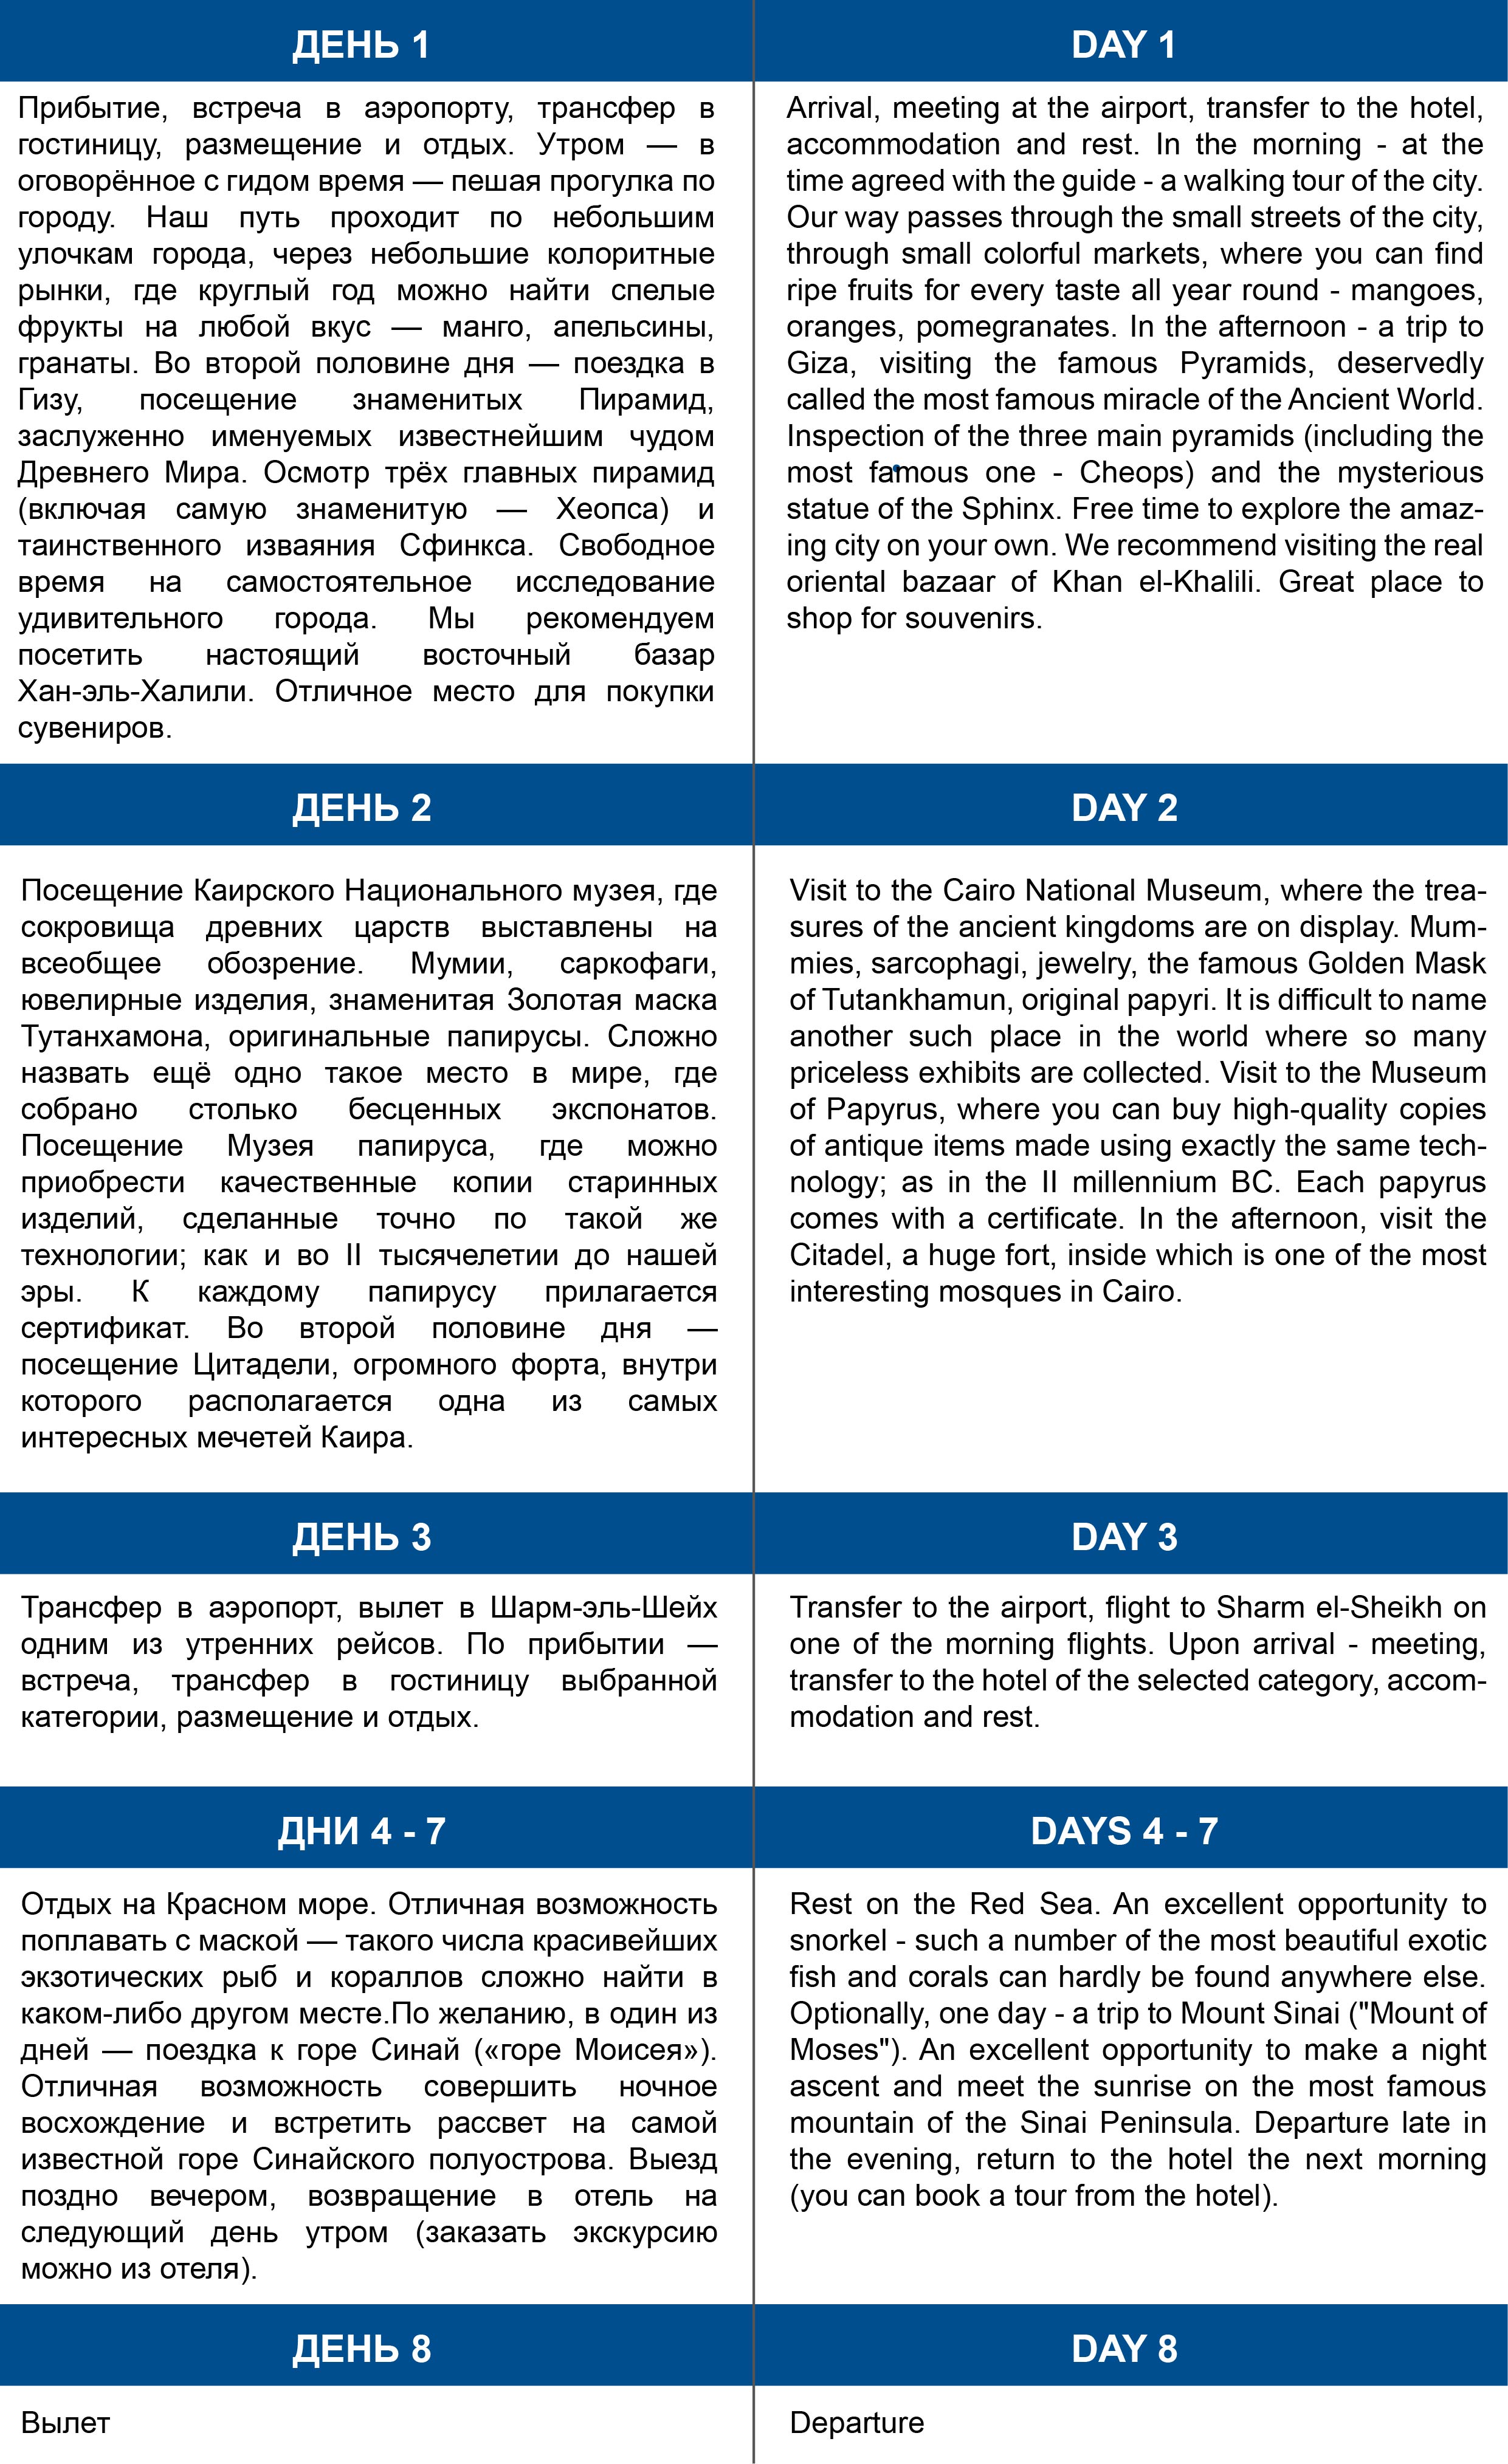 ДЕНЬ 1
Прибытие, встреча в аэропорту, трансфер в
гостиницу, размещение и отдых. Утром — в
оговорённое с гидом время — пешая прогулка по
городу. Наш путь проходит по небольшим
улочкам города, через небольшие колоритные
рынки, где круглый год можно найти спелые
фрукты на любой вкус — манго, апельсины,
гранаты. Во второй половине дня — поездка в
Гизу, посещение знаменитых Пирамид,
заслуженно именуемых известнейшим чудом
Древнего Мира. Осмотр трёх главных пирамид
(включая самую знаменитую — Хеопса) и
таинственного изваяния Сфинкса. Свободное
время на самостоятельное исследование
удивительного города. Мы рекомендуем
посетить настоящий восточный базар
Хан-эль-Халили. Отличное место для покупки
сувениров.
DAY 1
Arrival, meeting at the airport, transfer to the hotel,
accommodation and rest. In the morning - at the
time agreed with the guide - a walking tour of the city.
Our way passes through the small streets of the city,
through small colorful markets, where you can find
ripe fruits for every taste all year round - mangoes,
oranges, pomegranates. In the afternoon - a trip to
Giza, visiting the famous Pyramids, deservedly
called the most famous miracle of the Ancient World.
Inspection of the three main pyramids (including the
most famous one - Cheops) and the mysterious
statue of the Sphinx. Free time to explore the amaz-
ing city on your own. We recommend visiting the real
oriental bazaar of Khan el-Khalili. Great place to
shop for souvenirs.
ДЕНЬ 2
Посещение Каирского Национального музея, где
сокровища древних царств выставлены на
всеобщее обозрение. Мумии, саркофаги,
ювелирные изделия, знаменитая Золотая маска
Тутанхамона, оригинальные папирусы. Сложно
назвать ещё одно такое место в мире, где
собрано столько бесценных экспонатов.
Посещение Музея папируса, где можно
приобрести качественные копии старинных
изделий, сделанные точно по такой же
технологии; как и во II тысячелетии до нашей
эры. К каждому папирусу прилагается
сертификат. Во второй половине дня —
посещение Цитадели, огромного форта, внутри
которого располагается одна из самых
интересных мечетей Каира.
DAY 2
Visit to the Cairo National Museum, where the trea-
sures of the ancient kingdoms are on display. Mum-
mies, sarcophagi, jewelry, the famous Golden Mask
of Tutankhamun, original papyri. It is difficult to name
another such place in the world where so many
priceless exhibits are collected. Visit to the Museum
of Papyrus, where you can buy high-quality copies
of antique items made using exactly the same tech-
nology; as in the II millennium BC. Each papyrus
comes with a certificate. In the afternoon, visit the
Citadel, a huge fort, inside which is one of the most
interesting mosques in Cairo.
ДЕНЬ 3
Трансфер в аэропорт, вылет в Шарм-эль-Шейх
одним из утренних рейсов. По прибытии —
встреча, трансфер в гостиницу выбранной
категории, размещение и отдых.
DAY 3
Transfer to the airport, flight to Sharm el-Sheikh on
one of the morning flights. Upon arrival - meeting,
transfer to the hotel of the selected category, accom-
modation and rest.
ДНИ 4 - 7
Отдых на Красном море. Отличная возможность
поплавать с маской — такого числа красивейших
экзотических рыб и кораллов сложно найти в
каком-либо другом месте.По желанию, в один из
дней — поездка к горе Синай («горе Моисея»).
Отличная возможность совершить ночное
восхождение и встретить рассвет на самой
известной горе Синайского полуострова. Выезд
поздно вечером, возвращение в отель на
следующий день утром (заказать экскурсию
можно из отеля).
DAYS 4 - 7
Rest on the Red Sea. An excellent opportunity to
snorkel - such a number of the most beautiful exotic
fish and corals can hardly be found anywhere else.
Optionally, one day - a trip to Mount Sinai ("Mount of
Moses"). An excellent opportunity to make a night
ascent and meet the sunrise on the most famous
mountain of the Sinai Peninsula. Departure late in
the evening, return to the hotel the next morning
(you can book a tour from the hotel).
ДЕНЬ 8
Вылет
DAY 8
Departure